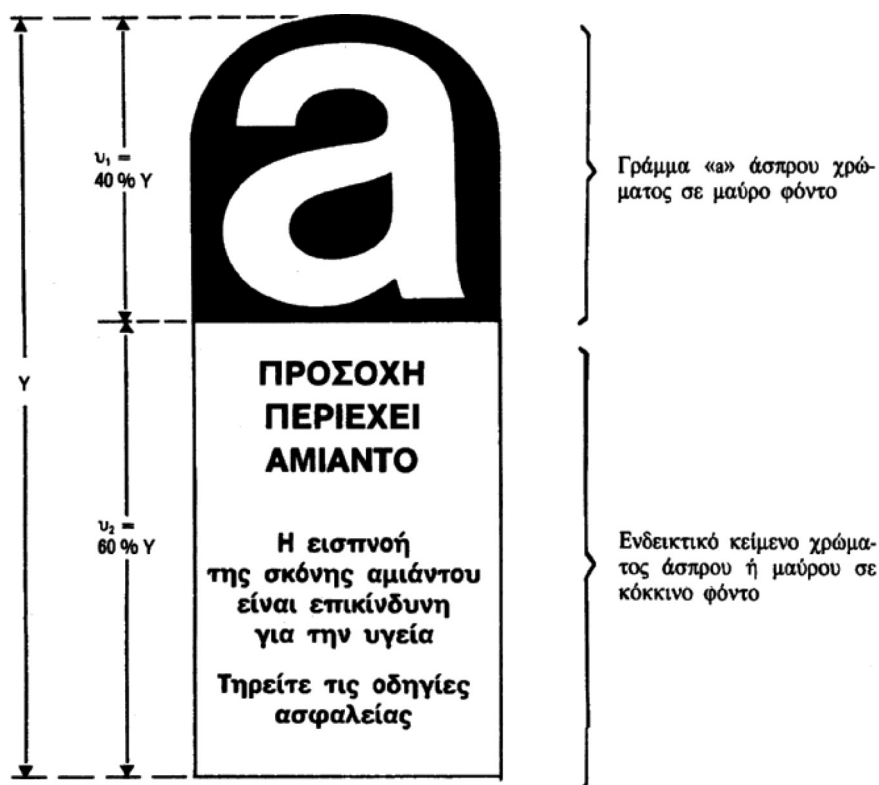 a
υ₁ =
40 % Y
Γράμμα «a» άσπρου χρώ-
ματος σε μαύρο φόντο
Y
ΠΡΟΣΟΧΗ
ΠΕΡΙΕΧΕΙ
ΑΜΙΑΝΤΟ
υ₂ =
60 % Y
Η εισπνοή
της σκόνης αμιάντου
είναι επικίνδυνη
για την υγεία
Τηρείτε τις οδηγίες
ασφαλείας
Ενδεικτικό κείμενο χρώμα-
τος άσπρου ή μαύρου σε
κόκκινο φόντο